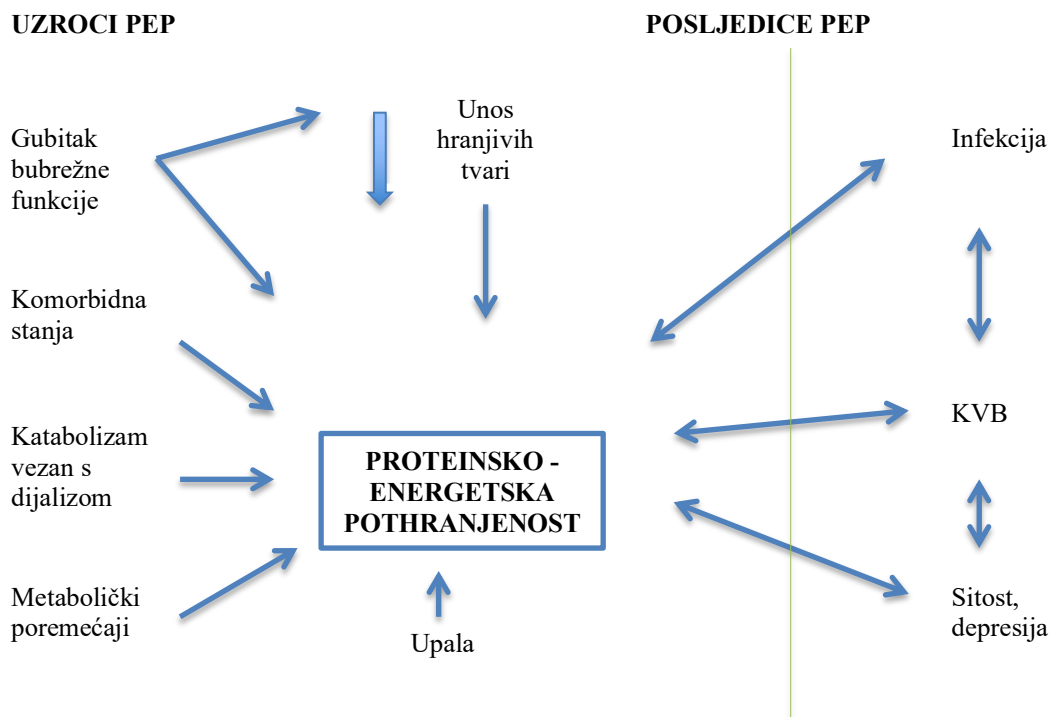 UZROCI PEP
POSLJEDICE PEP
Unos
hranjivih
tvari
Gubitak
bubrežne
funkcije
Infekcija
Komorbidna
stanja
KVB
Katabolizam
vezan s
dijalizom
PROTEINSKO -
ENERGETSKA
POTHRANJENOST
Metabolički
poremećaji
Upala
Sitost,
depresija